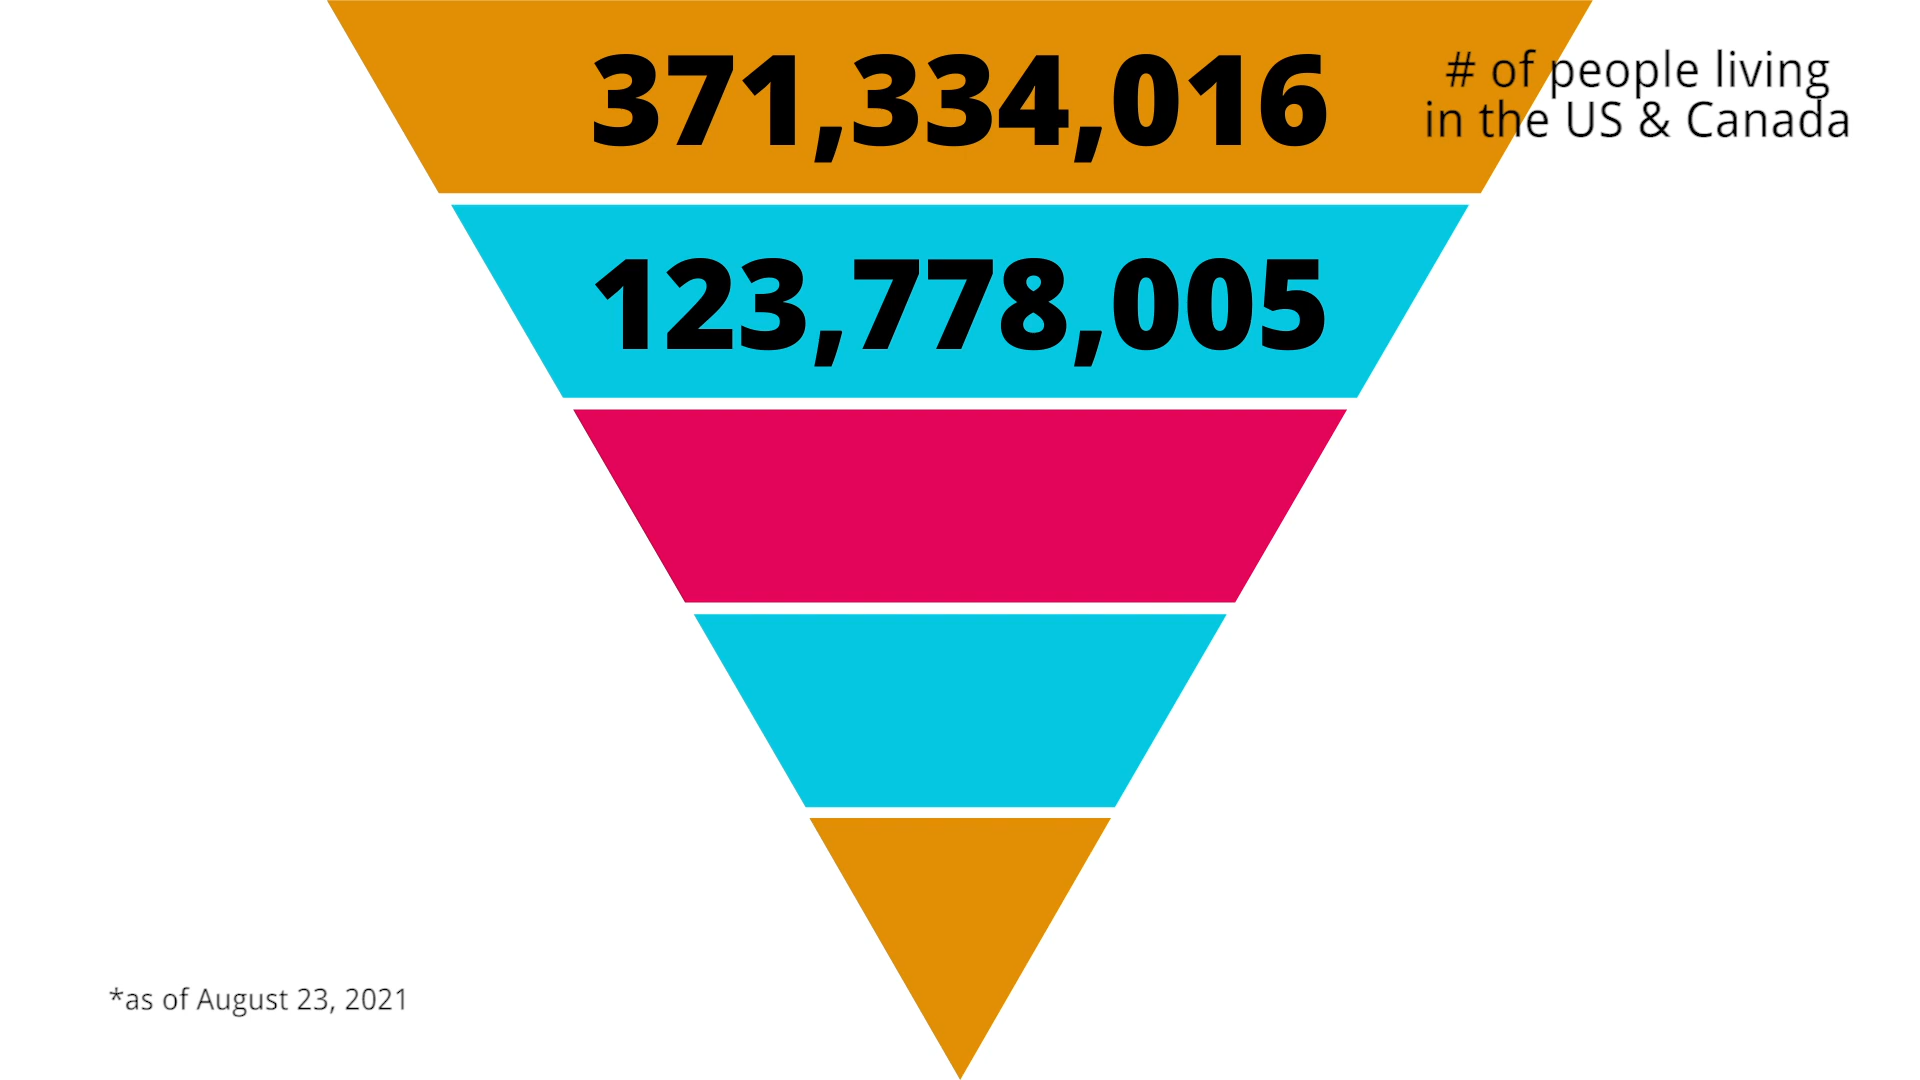 371,334,016
# of people living
in the US & Canada
123,778,005
*as of August 23, 2021